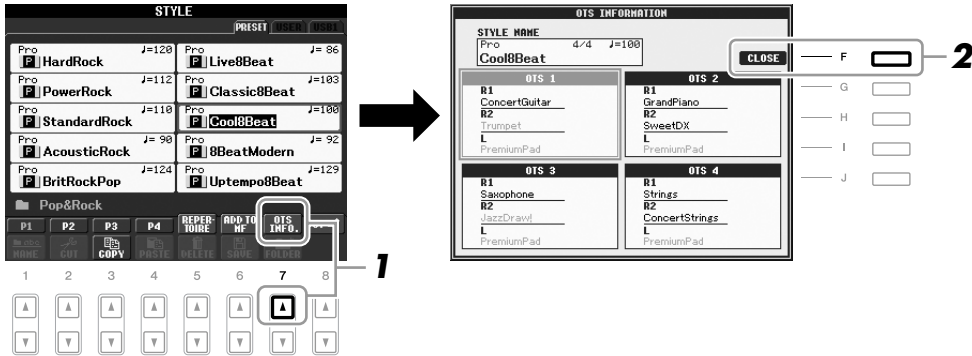 STYLE
PRESET USER USB1
Pro ♩=120
P HardRock
Pro ♩= 86
P Live8Beat
Pro ♩=112
P PowerRock
Pro ♩=103
P Classic8Beat
Pro ♩=110
P StandardRock
Pro ♩=100
P Cool8Beat
Pro ♩= 90
P AcousticRock
Pro ♩= 92
P 8BeatModern
Pro ♩=124
P BritRockPop
Pro ♩=129
P Uptempo8Beat
Pop&Rock
P1 P2 P3 P4 REPER- ADD TO OTS
TOIRE MF INFO.
NAME CUT COPY PASTE DELETE SAVE FOLDER
1 2 3 4 5 6 7 8
1
OTS INFORMATION
STYLE NAME
Pro 4/4 ♩=100
Cool8Beat
CLOSE
OTS 1
R1
ConcertGuitar
R2
Trumpet
L
PremiumPad
OTS 2
R1
GrandPiano
R2
SweetDX
L
PremiumPad
OTS 3
R1
Saxophone
R2
JazzDraw!
L
PremiumPad
OTS 4
R1
Strings
R2
ConcertStrings
L
PremiumPad
F
G
H
I
J
2